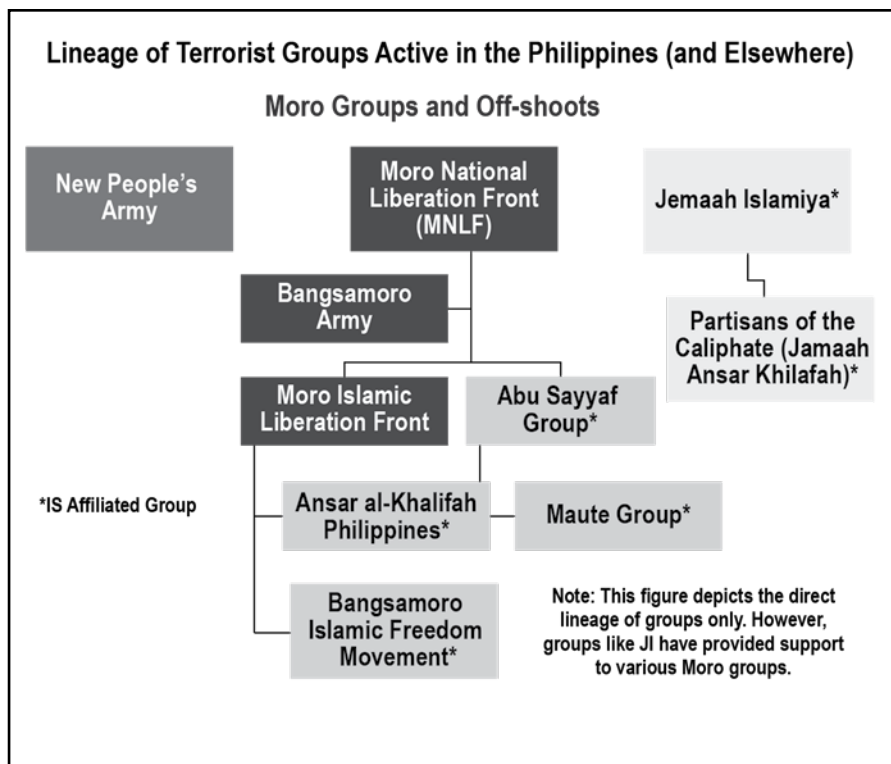 Lineage of Terrorist Groups Active in the Philippines (and Elsewhere)
Moro Groups and Off-shoots
New People's
Army
Moro National
Liberation Front
(MNLF)
Jemaah Islamiya*
Bangsamoro
Army
Partisans of the
Caliphate (Jamaah
Ansar Khilafah)*
Moro Islamic
Liberation Front
Abu Sayyaf
Group*
*IS Affiliated Group
Ansar al-Khalifah
Philippines*
Maute Group*
Bangsamoro
Islamic Freedom
Movement*
Note: This figure depicts the direct
lineage of groups only. However,
groups like JI have provided support
to various Moro groups.